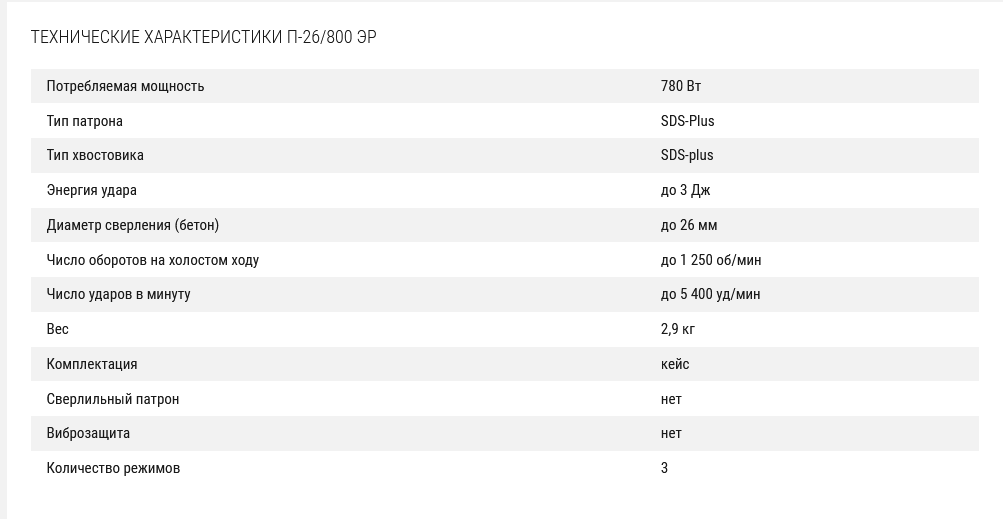 ТЕХНИЧЕСКИЕ ХАРАКТЕРИСТИКИ П-26/800 ЭР
Потребляемая мощность 780 Вт
Тип патрона SDS-Plus
Тип хвостовика SDS-plus
Энергия удара до 3 Дж
Диаметр сверления (бетон) до 26 мм
Число оборотов на холостом ходу до 1 250 об/мин
Число ударов в минуту до 5 400 уд/мин
Вес 2,9 кг
Комплектация кейс
Сверлильный патрон нет
Виброзащита нет
Количество режимов 3